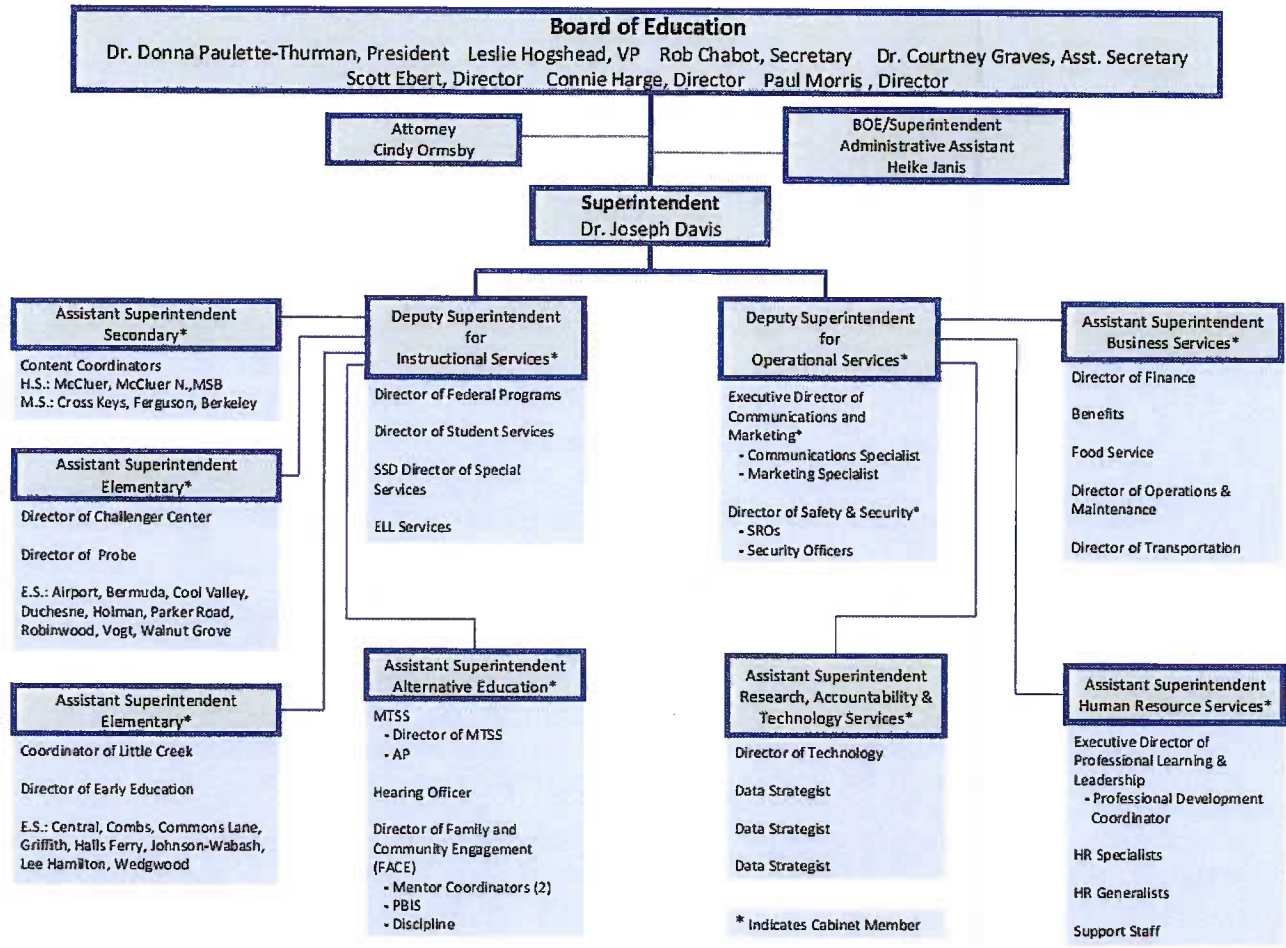 Board of Education
Dr. Donna Paulette-Thurman, President Leslie Hogshead, VP Rob Chabot, Secretary Dr. Courtney Graves, Asst. Secretary
Scott Ebert, Director Connie Harge, Director Paul Morris , Director
Attorney
Cindy Ormsby
BOE/Superintendent
Administrative Assistant
Heike Janis
Superintendent
Dr. Joseph Davis
Assistant Superintendent
Secondary*
Content Coordinators
H.S.: McCluer, McCluer N.,MSB
M.S.: Cross Keys, Ferguson, Berkeley
Deputy Superintendent
for
Instructional Services*
Director of Federal Programs
Director of Student Services
SSD Director of Special
Services
ELL Services
Deputy Superintendent
for
Operational Services*
Executive Director of
Communications and
Marketing*
- Communications Specialist
- Marketing Specialist
Director of Safety & Security*
- SROs
- Security Officers
Assistant Superintendent
Business Services*
Director of Finance
Benefits
Food Service
Director of Operations &
Maintenance
Director of Transportation
Assistant Superintendent
Elementary*
Director of Challenger Center
Director of Probe
E.S.: Airport, Bermuda, Cool Valley,
Duchesne, Holman, Parker Road,
Robinwood, Vogt, Walnut Grove
Assistant Superintendent
Elementary*
Coordinator of Little Creek
Director of Early Education
E.S.: Central, Combs, Commons Lane,
Griffith, Halls Ferry, Johnson-Wabash,
Lee Hamilton, Wedgwood
Assistant Superintendent
Alternative Education*
MTSS
- Director of MTSS
- AP
Hearing Officer
Director of Family and
Community Engagement
(FACE)
- Mentor Coordinators (2)
- PBIS
- Discipline
Assistant Superintendent
Research, Accountability &
Technology Services*
Director of Technology
Data Strategist
Data Strategist
Data Strategist
* Indicates Cabinet Member
Assistant Superintendent
Human Resource Services*
Executive Director of
Professional Learning &
Leadership
- Professional Development
Coordinator
HR Specialists
HR Generalists
Support Staff